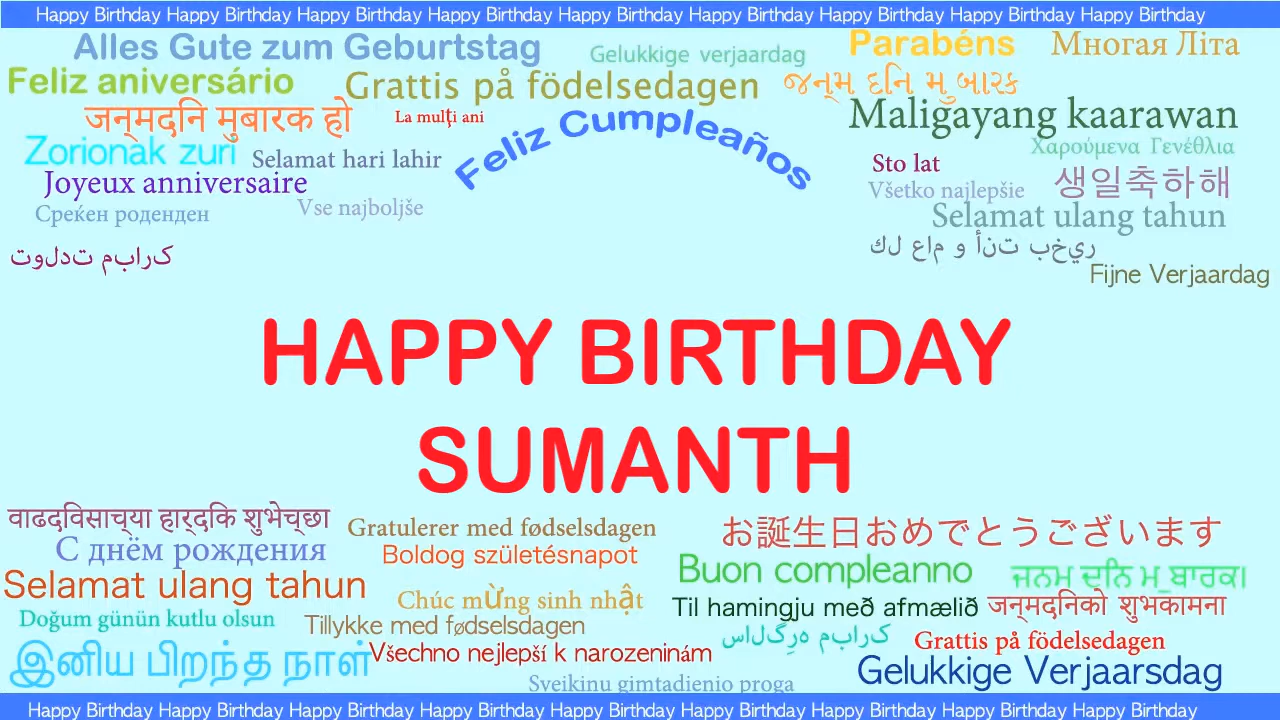 Happy Birthday Happy Birthday Happy Birthday Happy Birthday Happy Birthday Happy Birthday Happy Birthday Happy Birthday Happy Birthday
Alles Gute zum Geburtstag
Gelukkige verjaardag
Parabéns
Многая Літа
Feliz aniversário
Grattis på födelsedagen
જન્મ દનિ મુબારક
जन्मदनि मुबारक हो
La mulţi ani
Feliz Cumpleaños
Maligayang kaarawan
Zorionak zuri
Selamat hari lahir
Χαρούμενα Γενέθλια
Joyeux anniversaire
Sto lat
생일축하해
Všetko najlepšie
Среќен роденден
Vse najboljše
Selamat ulang tahun
تولدت مبارک
كل عام و أنت بخير
Fijne Verjaardag
HAPPY BIRTHDAY
SUMANTH
वाढदविसाच्या हार्दकि शुभेच्छा
Gratulerer med fødselsdagen
お誕生日おめでとうございます
С днём рождения
Boldog születésnapot
Buon compleanno
Selamat ulang tahun
ਜਨਮ ਦਨਿ ਮੁਬਾਰਕ।
Chúc mừng sinh nhật
Til hamingju með afmælið
जन्मदनिको शुभकामना
Doğum günün kutlu olsun
Tillykke med fødselsdagen
سالگرہ مبارک
Grattis på födelsedagen
இனிய பிறந்த நாள்
Všechno nejlepší k narozeninám
Gelukkige Verjaarsdag
Sveikinu gimtadienio proga
Happy Birthday Happy Birthday Happy Birthday Happy Birthday Happy Birthday Happy Birthday Happy Birthday Happy Birthday Happy Birthday